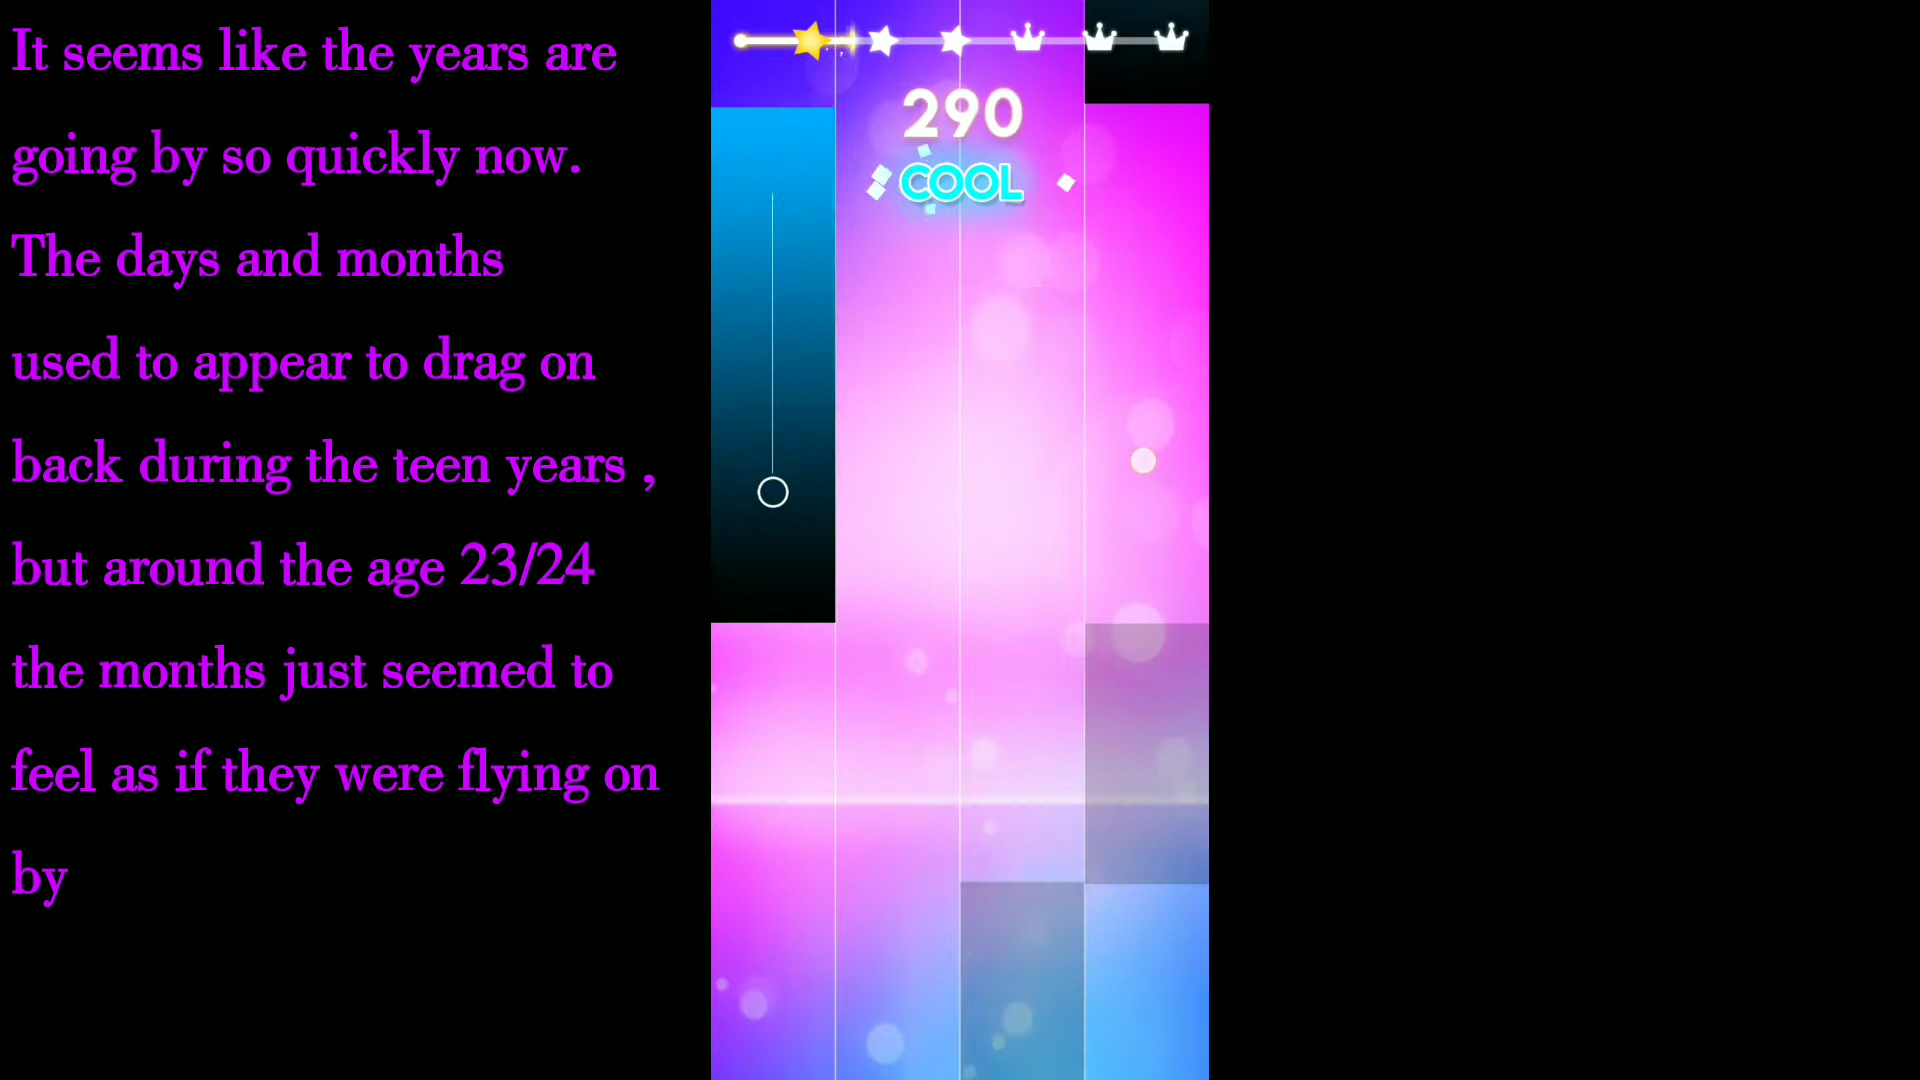 It seems like the years are
going by so quickly now.
The days and months
used to appear to drag on
back during the teen years ,
but around the age 23/24
the months just seemed to
feel as if they were flying on
by
290
COOL